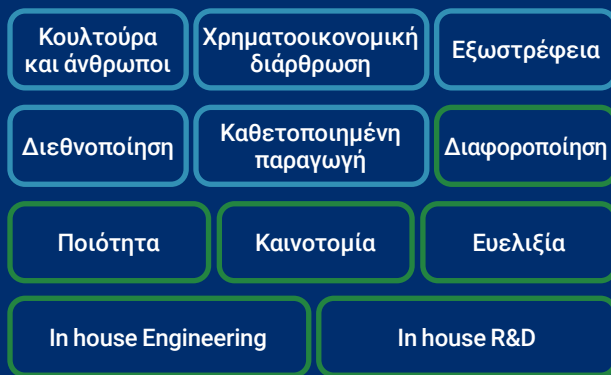 Κουλτούρα
και άνθρωποι
Χρηματοοικονομική
διάρθρωση
Εξωστρέφεια
Διεθνοποίηση
Καθετοποιημένη
παραγωγή
Διαφοροποίηση
Ποιότητα
Καινοτομία
Ευελιξία
In house Engineering
In house R&D